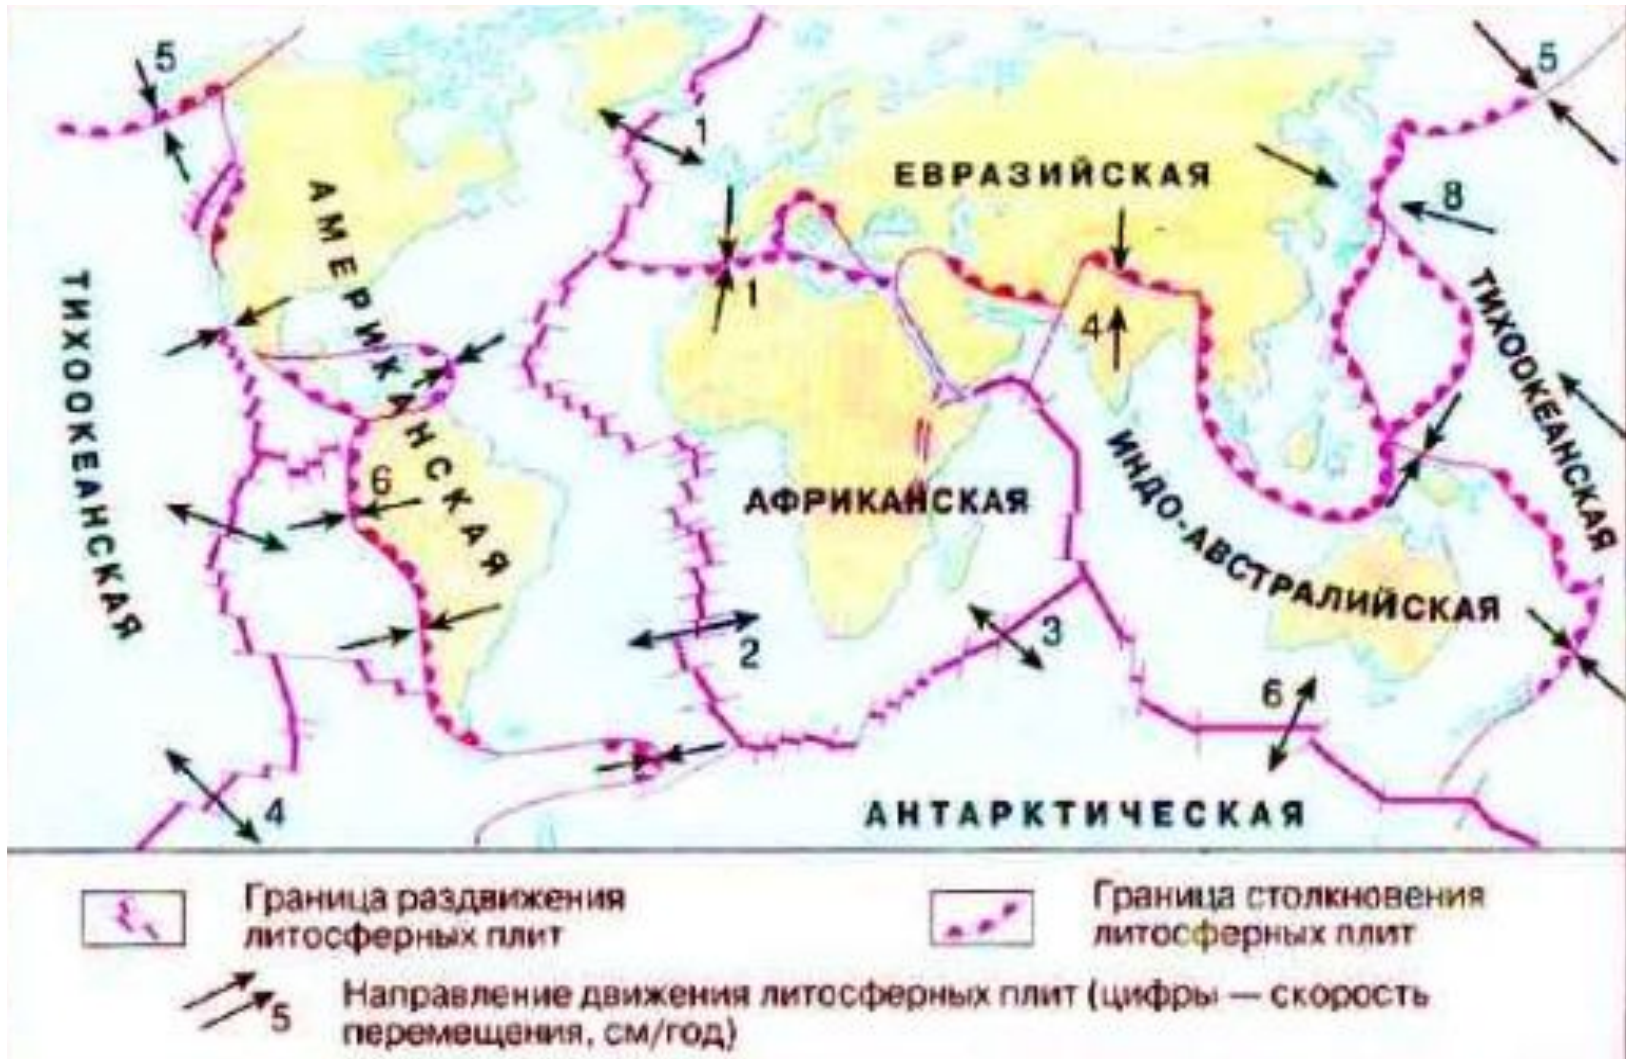 5
5
1
ЕВРАЗИЙСКАЯ
8
АМЕРИКАНСКАЯ
ТИХООКЕАНСКАЯ
1
4
ТИХООКЕАНСКАЯ
6
АФРИКАНСКАЯ
ИНДО-АВСТРАЛИЙСКАЯ
2
3
6
4
АНТАРКТИЧЕСКАЯ
Граница раздвижения
литосферных плит
Граница столкновения
литосферных плит
5
Направление движения литосферных плит (цифры — скорость
перемещения, см/год)